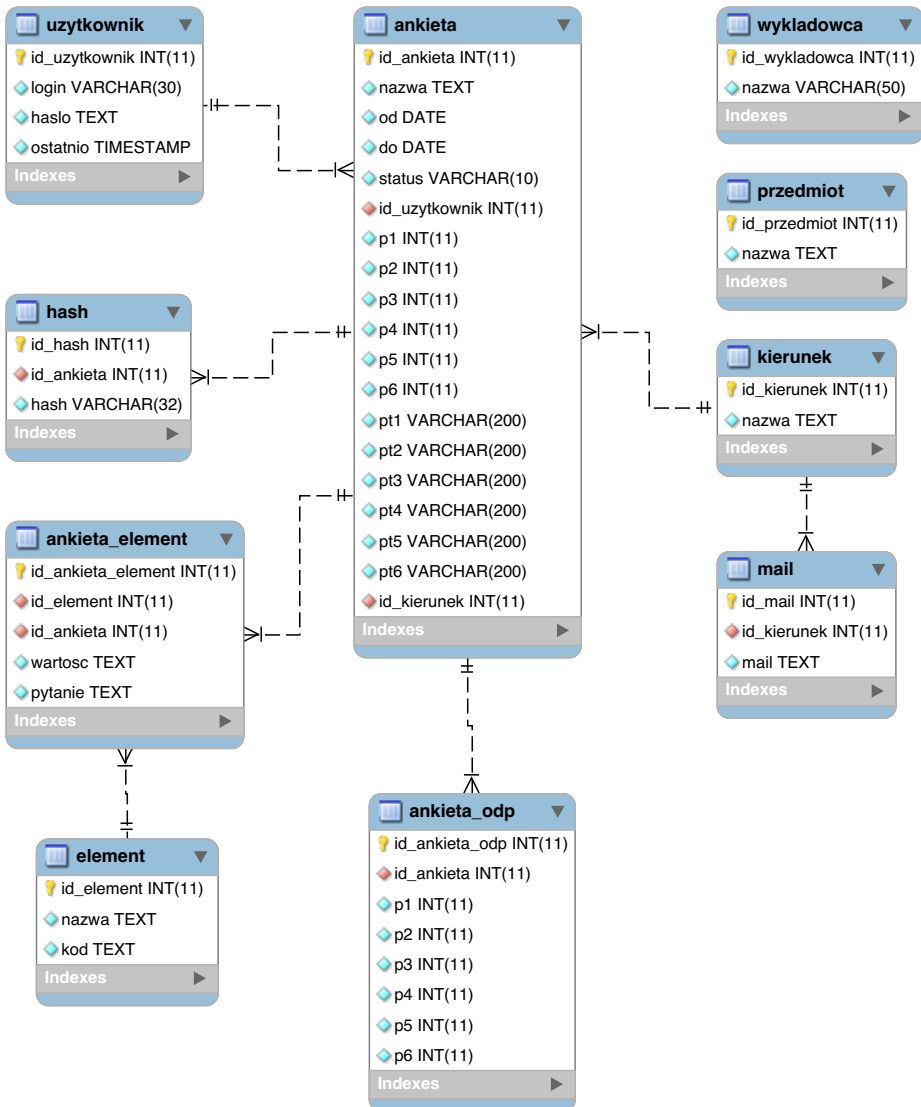 uzytkownik
id_uzytkownik INT(11)
login VARCHAR(30)
haslo TEXT
ostatnio TIMESTAMP
Indexes
hash
id_hash INT(11)
id_ankieta INT(11)
hash VARCHAR(32)
Indexes
ankieta_element
id_ankieta_element INT(11)
id_element INT(11)
id_ankieta INT(11)
wartosc TEXT
pytanie TEXT
Indexes
element
id_element INT(11)
nazwa TEXT
kod TEXT
Indexes
ankieta
id_ankieta INT(11)
nazwa TEXT
od DATE
do DATE
status VARCHAR(10)
id_uzytkownik INT(11)
p1 INT(11)
p2 INT(11)
p3 INT(11)
p4 INT(11)
p5 INT(11)
p6 INT(11)
pt1 VARCHAR(200)
pt2 VARCHAR(200)
pt3 VARCHAR(200)
pt4 VARCHAR(200)
pt5 VARCHAR(200)
pt6 VARCHAR(200)
id_kierunek INT(11)
Indexes
ankieta_odp
id_ankieta_odp INT(11)
id_ankieta INT(11)
p1 INT(11)
p2 INT(11)
p3 INT(11)
p4 INT(11)
p5 INT(11)
p6 INT(11)
Indexes
wykladowca
id_wykladowca INT(11)
nazwa VARCHAR(50)
Indexes
przedmiot
id_przedmiot INT(11)
nazwa TEXT
Indexes
kierunek
id_kierunek INT(11)
nazwa TEXT
Indexes
mail
id_mail INT(11)
id_kierunek INT(11)
mail TEXT
Indexes